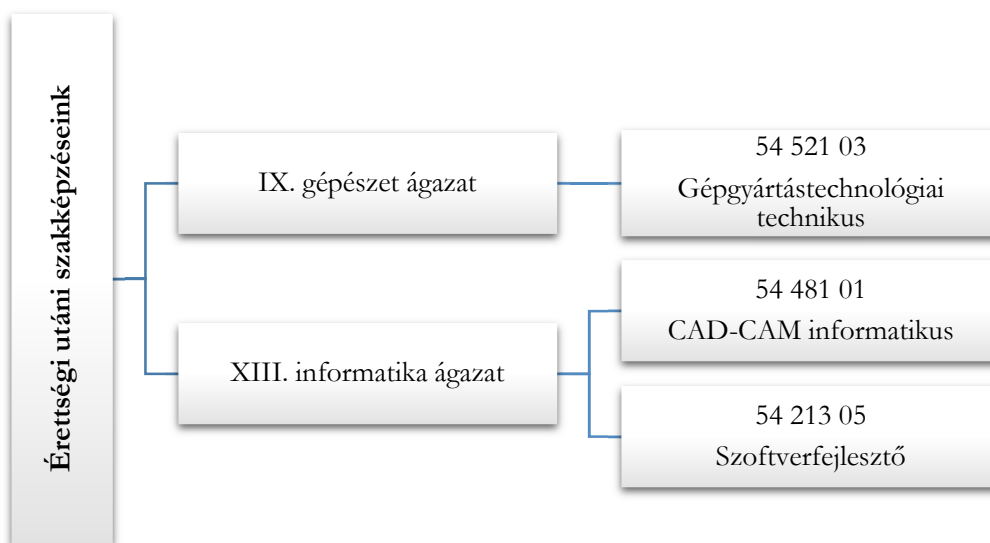 Érettségi utáni szakképzéseink
IX. gépészet ágazat
54 521 03
Gépgyártástechnológiai
technikus
XIII. informatika ágazat
54 481 01
CAD-CAM informatikus
54 213 05
Szoftverfejlesztő